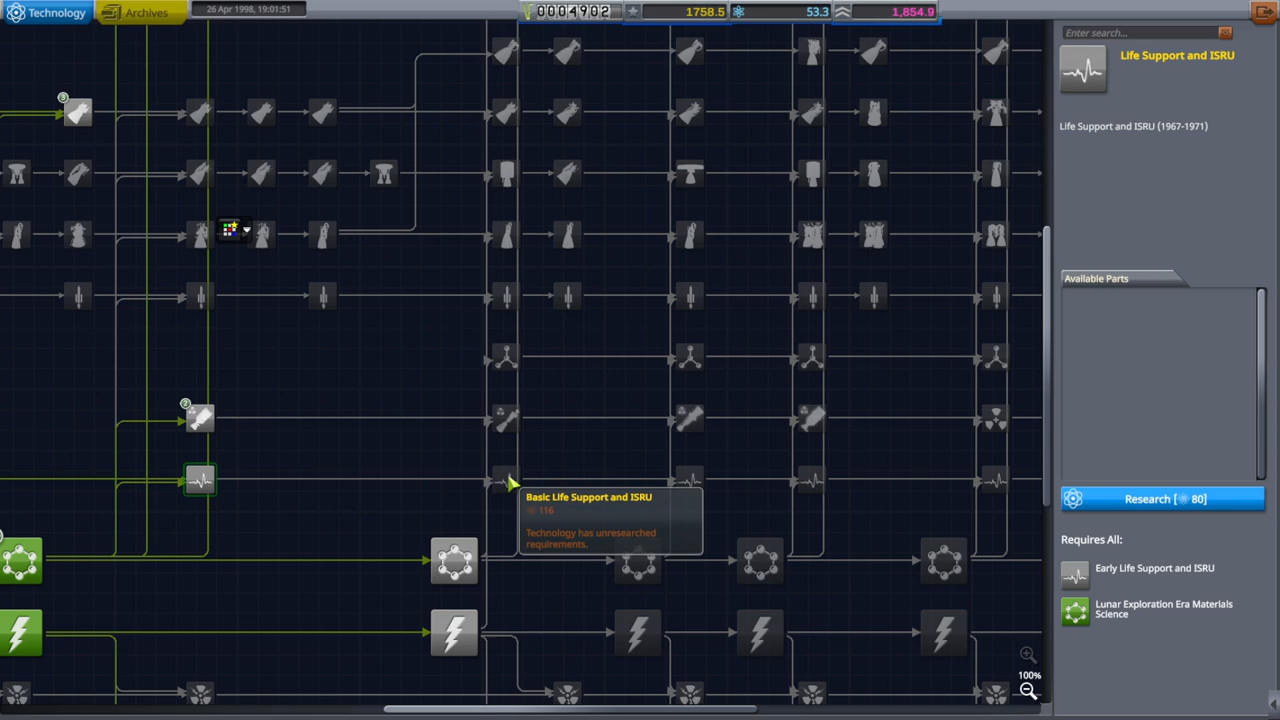 Technology
Archives
26 Apr 1998, 19:01:51
0004902
1758.5
53.3
1,854.9
Enter search...
Life Support and ISRU
Life Support and ISRU (1967-1971)
3
2
Basic Life Support and ISRU
116
Technology has unresearched
requirements.
Available Parts
Research [ 80]
Requires All:
Early Life Support and ISRU
Lunar Exploration Era Materials
Science
100%